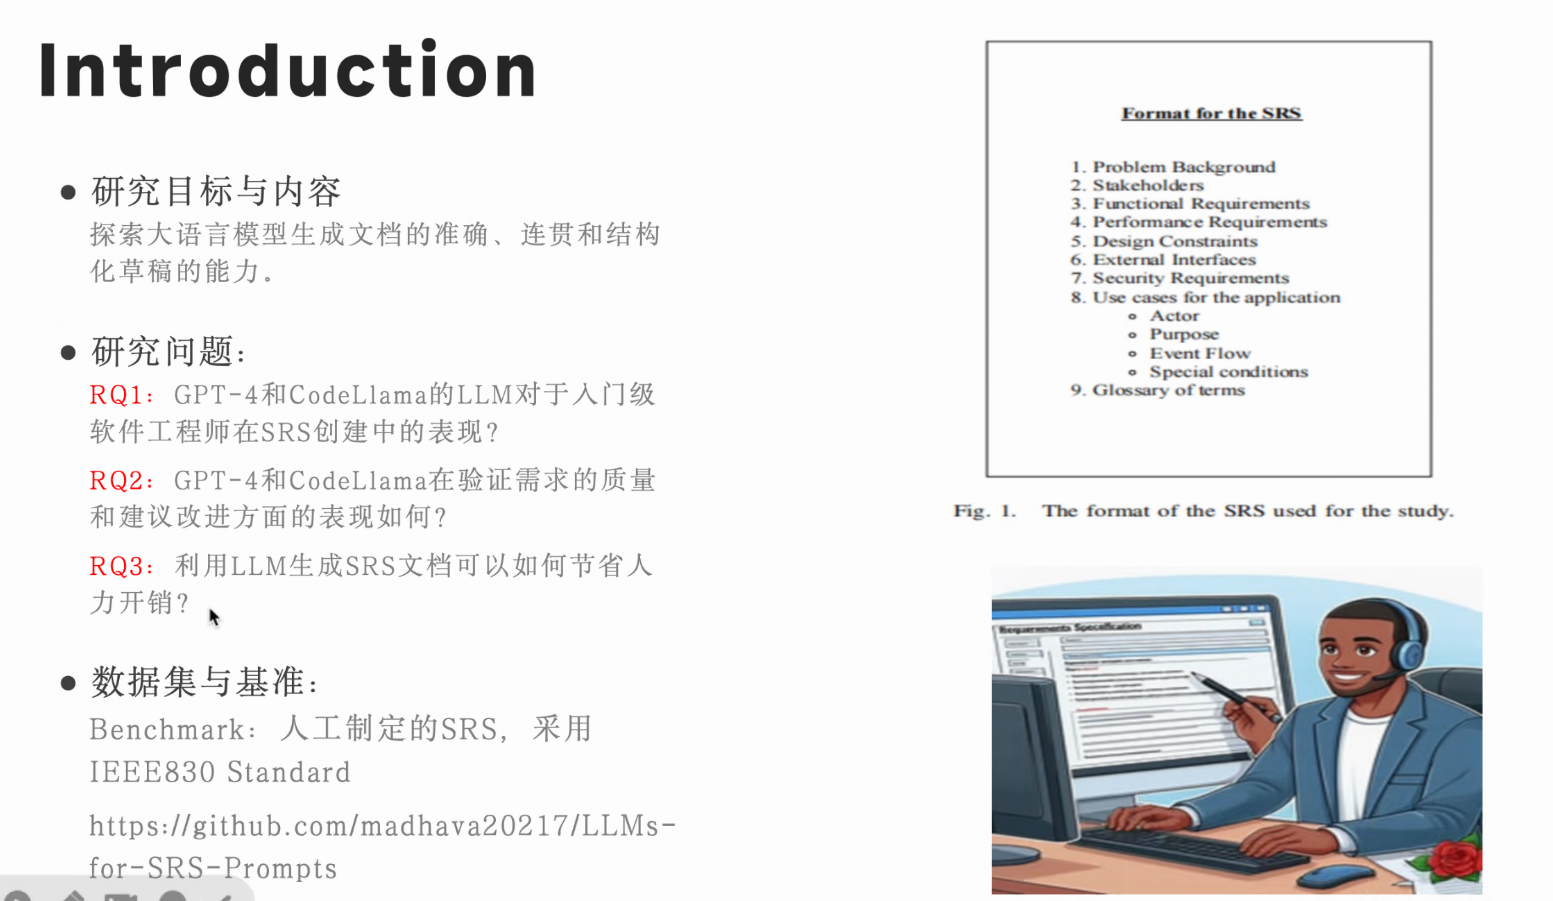 Introduction
● 研究目标与内容
探索大语言模型生成文档的准确、连贯和结构
化草稿的能力。
● 研究问题：
RQ1：GPT-4和CodeLlama的LLM对于入门级
软件工程师在SRS创建中的表现？
RQ2：GPT-4和CodeLlama在验证需求的质量
和建议改进方面的表现如何？
RQ3：利用LLM生成SRS文档可以如何节省人
力开销？
● 数据集与基准：
Benchmark：人工制定的SRS，采用
IEEE830 Standard
https://github.com/madhava20217/LLMs-
for-SRS-Prompts
Format for the SRS
1. Problem Background
2. Stakeholders
3. Functional Requirements
4. Performance Requirements
5. Design Constraints
6. External Interfaces
7. Security Requirements
8. Use cases for the application
∘ Actor
∘ Purpose
∘ Event Flow
∘ Special conditions
9. Glossary of terms
Fig. 1. The format of the SRS used for the study.
Requirements Specification